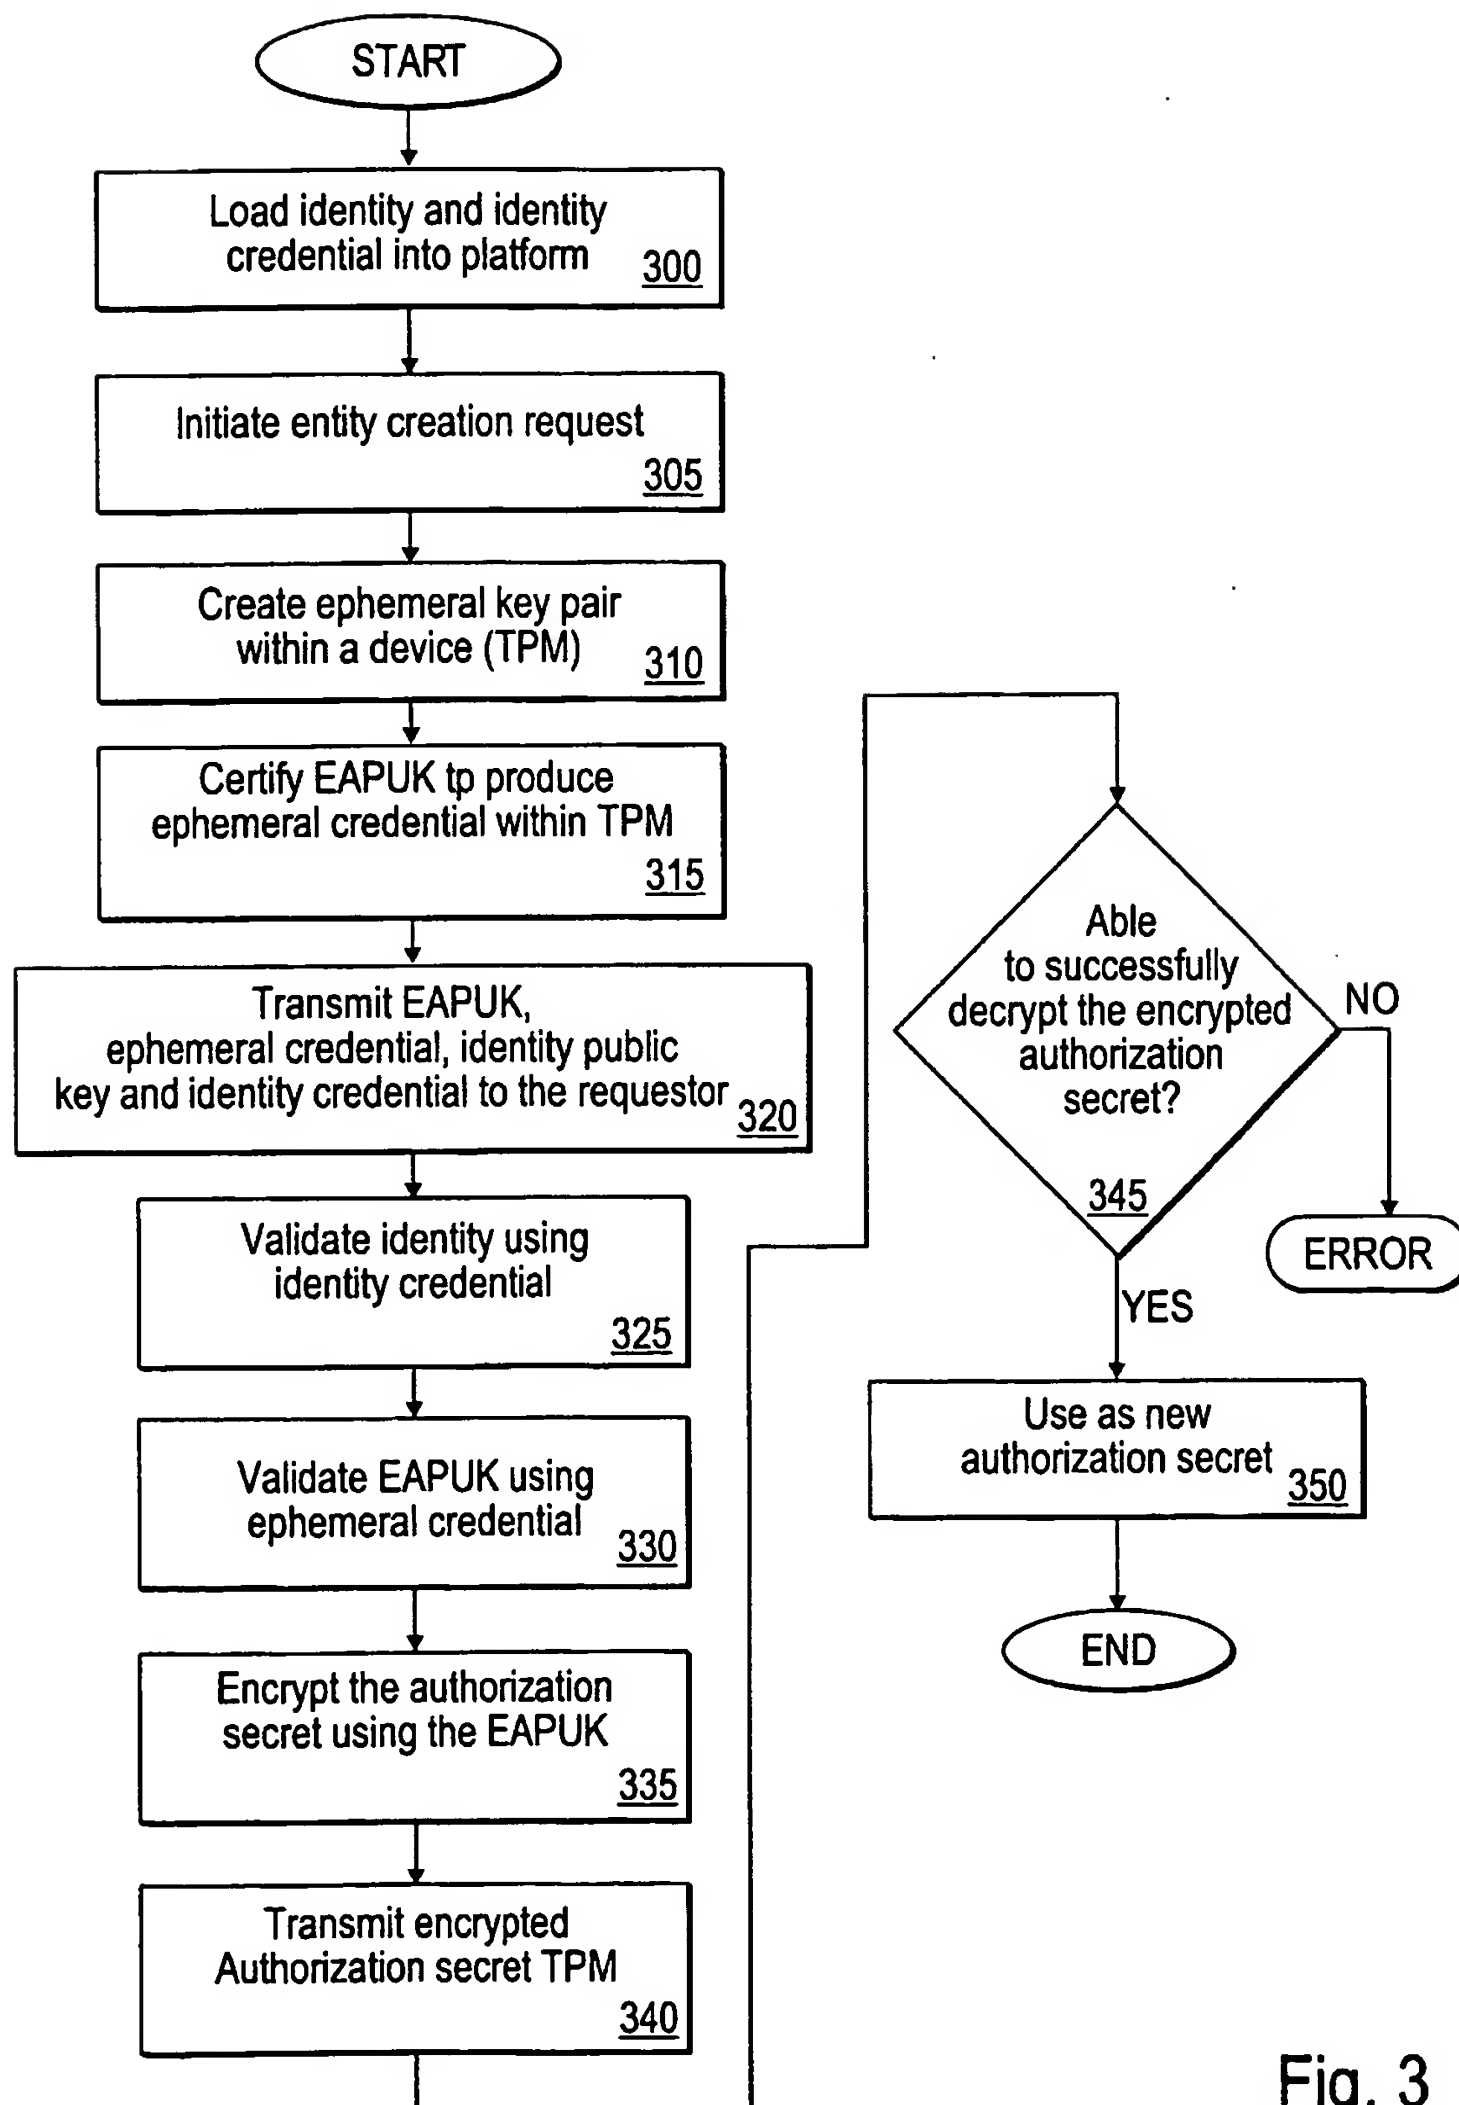 START
Load identity and identity
credential into platform
300
Initiate entity creation request
305
Create ephemeral key pair
within a device (TPM)
310
Certify EAPUK tp produce
ephemeral credential within TPM
315
Transmit EAPUK,
ephemeral credential, identity public
key and identity credential to the requestor
320
Validate identity using
identity credential
325
Validate EAPUK using
ephemeral credential
330
Encrypt the authorization
secret using the EAPUK
335
Transmit encrypted
Authorization secret TPM
340
Able
to successfully
decrypt the encrypted
authorization
secret?
345
NO
ERROR
YES
Use as new
authorization secret
350
END
Fig. 3